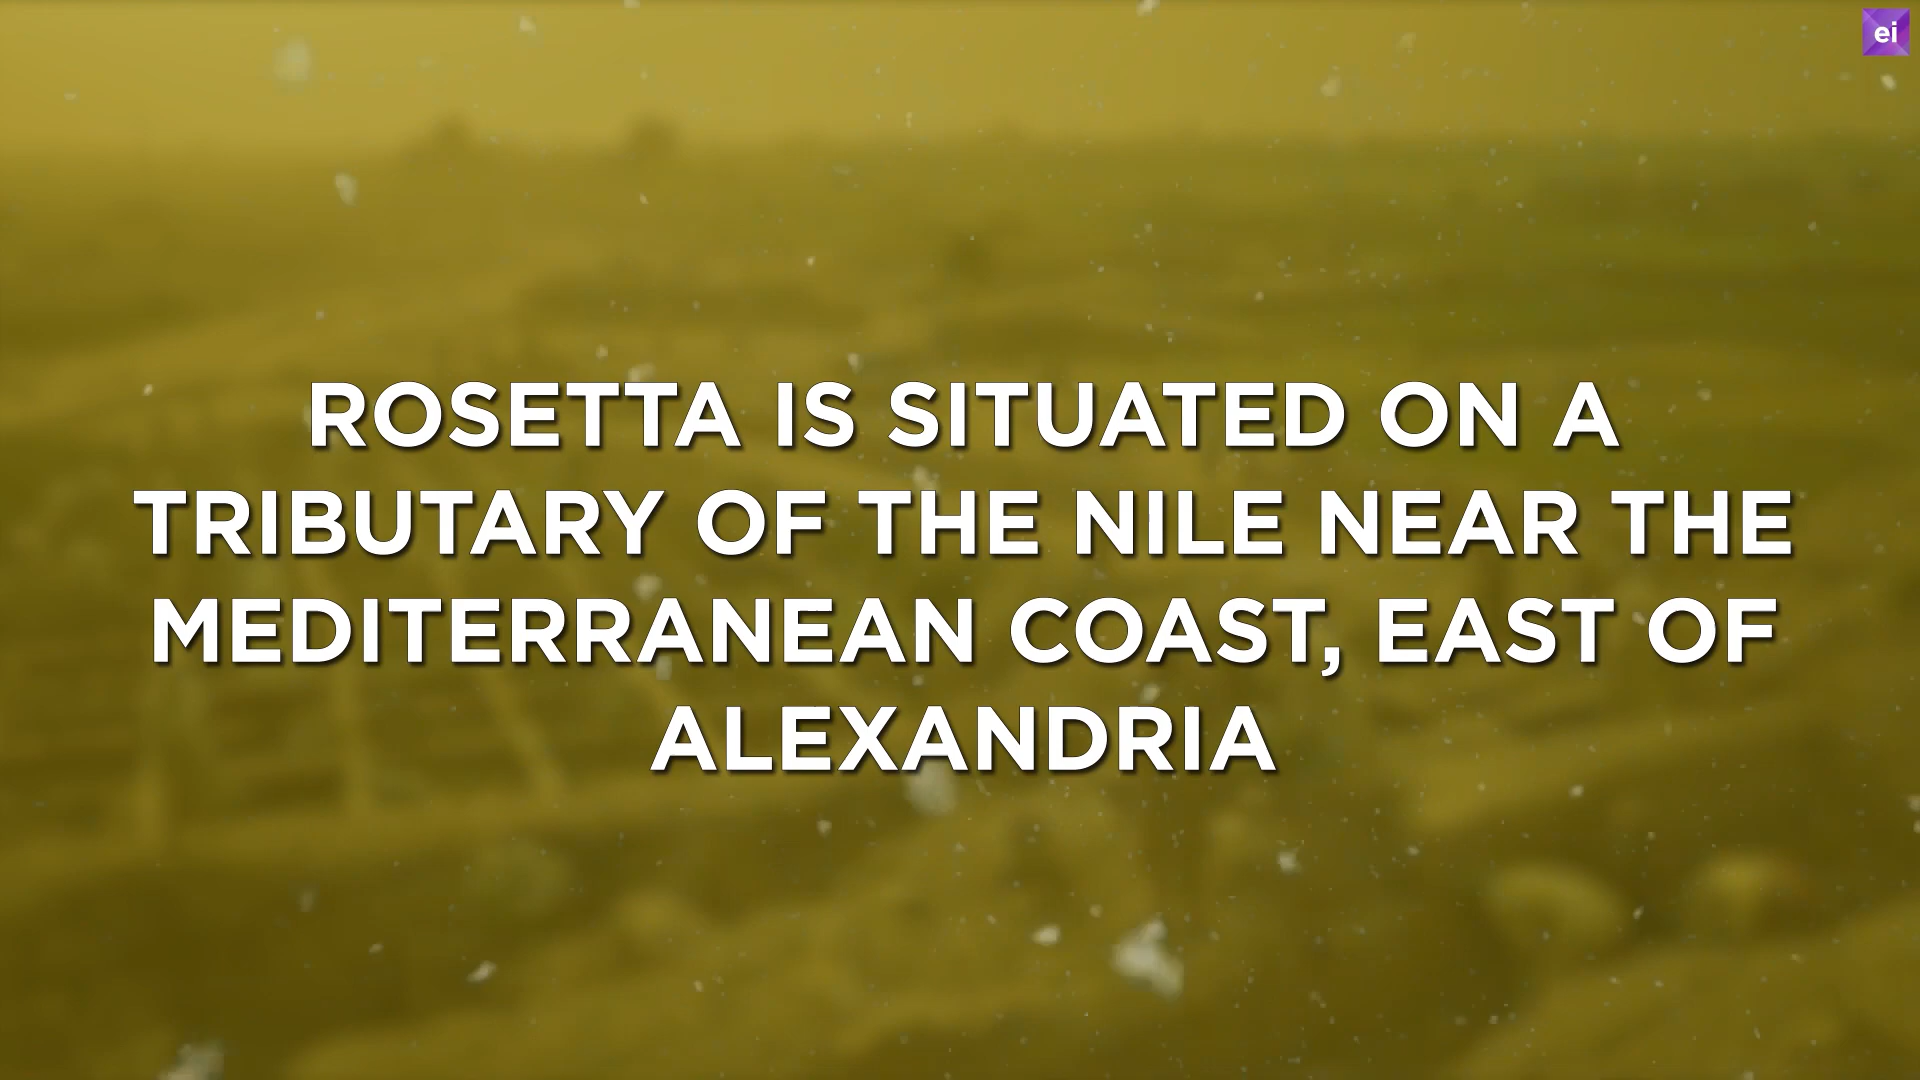 ei
ROSETTA IS SITUATED ON A
TRIBUTARY OF THE NILE NEAR THE
MEDITERRANEAN COAST, EAST OF
ALEXANDRIA